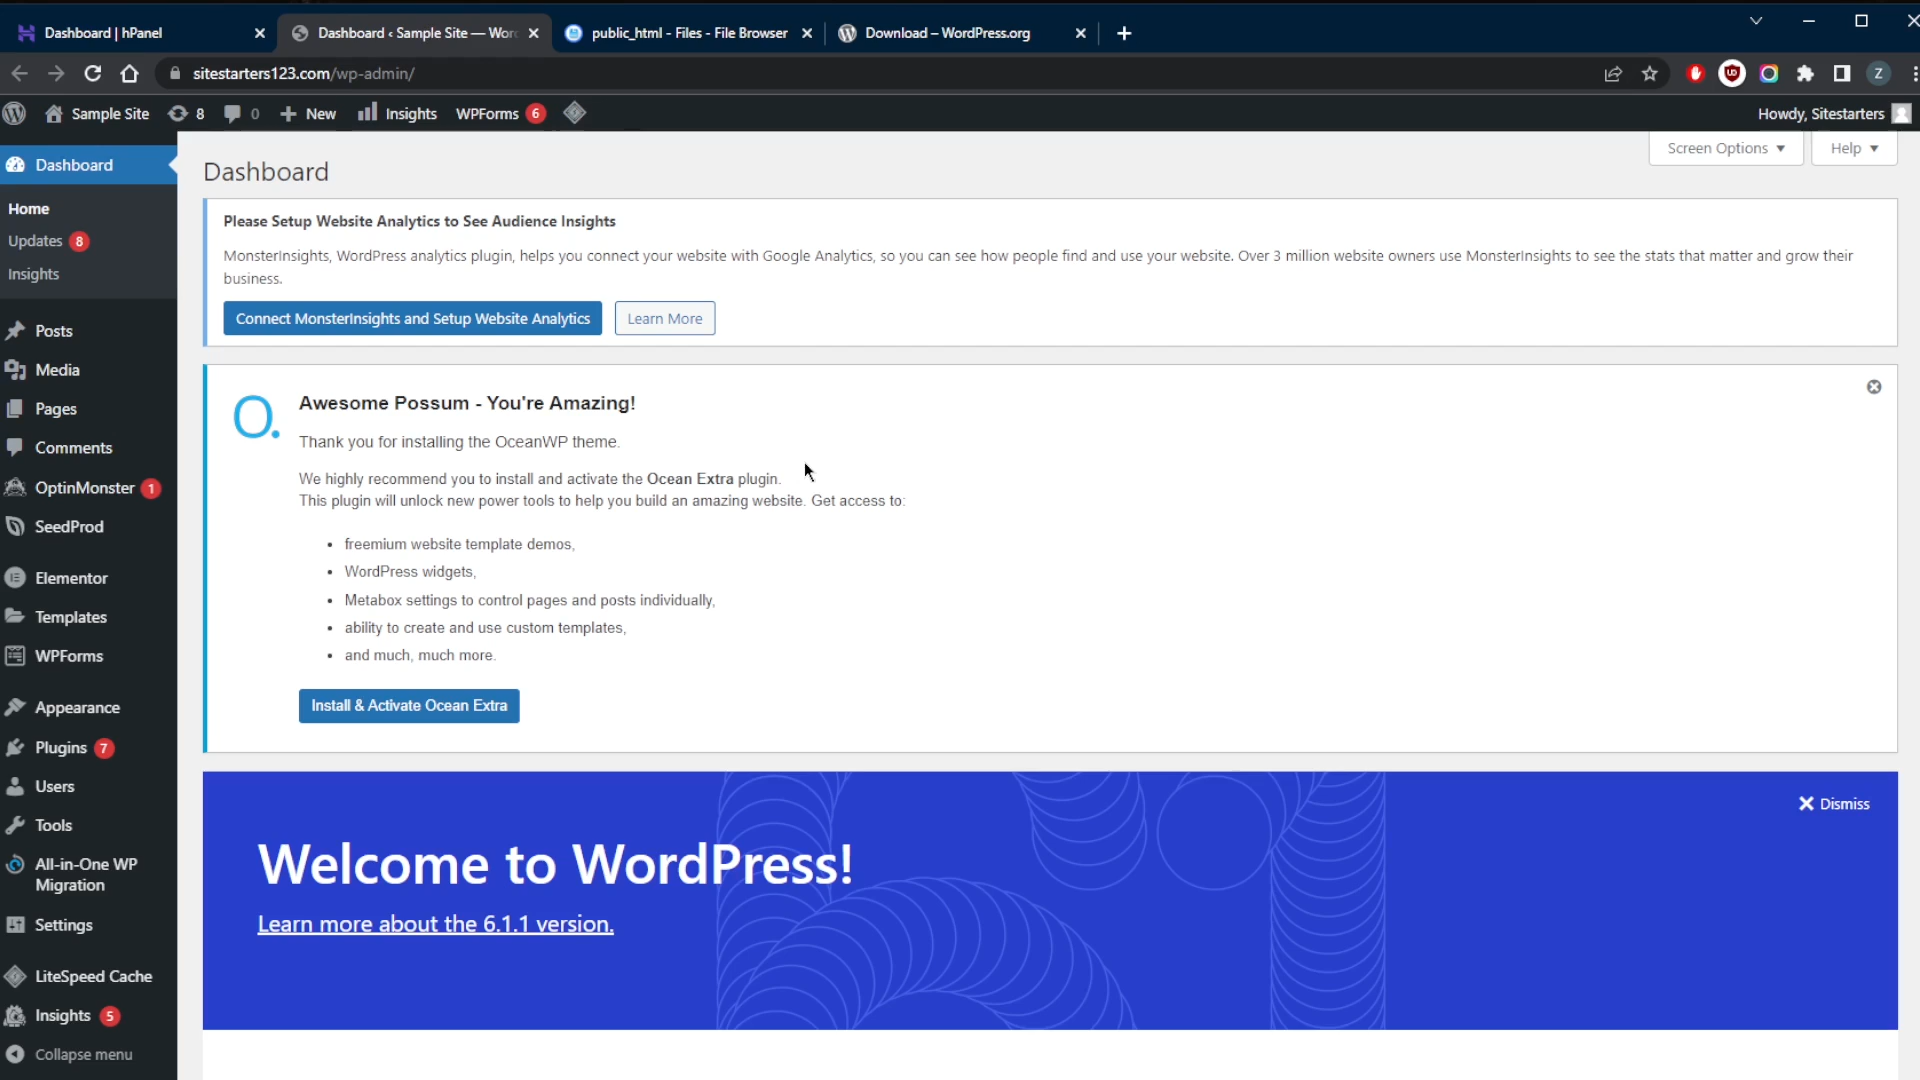 Dashboard | hPanel
Dashboard ‹ Sample Site — Wor
public_html - Files - File Browser
Download – WordPress.org
sitestarters123.com/wp-admin/
Z
Sample Site
8
0
New
Insights
WPForms 6
Howdy, Sitestarters
Dashboard
Home
Updates 8
Insights
Posts
Media
Pages
Comments
OptinMonster 1
SeedProd
Elementor
Templates
WPForms
Appearance
Plugins 7
Users
Tools
All-in-One WP
Migration
Settings
LiteSpeed Cache
Insights 5
Collapse menu
Screen Options
Help
Dashboard
Please Setup Website Analytics to See Audience Insights
MonsterInsights, WordPress analytics plugin, helps you connect your website with Google Analytics, so you can see how people find and use your website. Over 3 million website owners use MonsterInsights to see the stats that matter and grow their
business.
Connect MonsterInsights and Setup Website Analytics
Learn More
O.
Awesome Possum - You're Amazing!
Thank you for installing the OceanWP theme.
We highly recommend you to install and activate the Ocean Extra plugin.
This plugin will unlock new power tools to help you build an amazing website. Get access to:
• freemium website template demos,
• WordPress widgets,
• Metabox settings to control pages and posts individually,
• ability to create and use custom templates,
• and much, much more.
Install & Activate Ocean Extra
Dismiss
Welcome to WordPress!
Learn more about the 6.1.1 version.